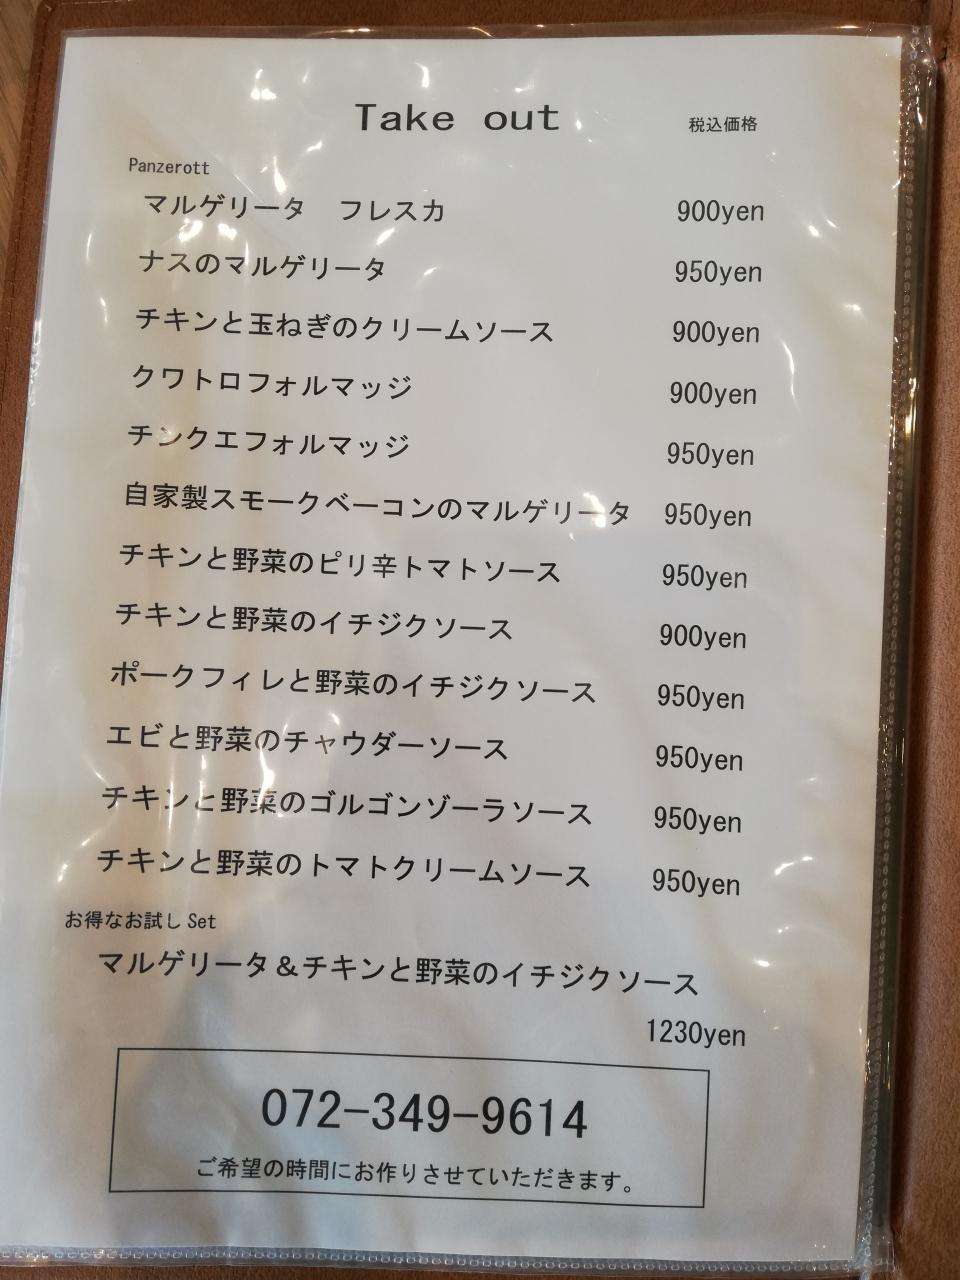 Take out 税込価格
Panzerott
マルゲリータ フレスカ 900yen
ナスのマルゲリータ 950yen
チキンと玉ねぎのクリームソース 900yen
クワトロフォルマッジ 900yen
チンクエフォルマッジ 950yen
自家製スモークベーコンのマルゲリータ 950yen
チキンと野菜のピリ辛トマトソース 950yen
チキンと野菜のイチジクソース 900yen
ポークフィレと野菜のイチジクソース 950yen
エビと野菜のチャウダーソース 950yen
チキンと野菜のゴルゴンゾーラソース 950yen
チキンと野菜のトマトクリームソース 950yen
お得なお試し Set
マルゲリータ＆チキンと野菜のイチジクソース
1230yen
072-349-9614
ご希望の時間にお作りさせていただきます。